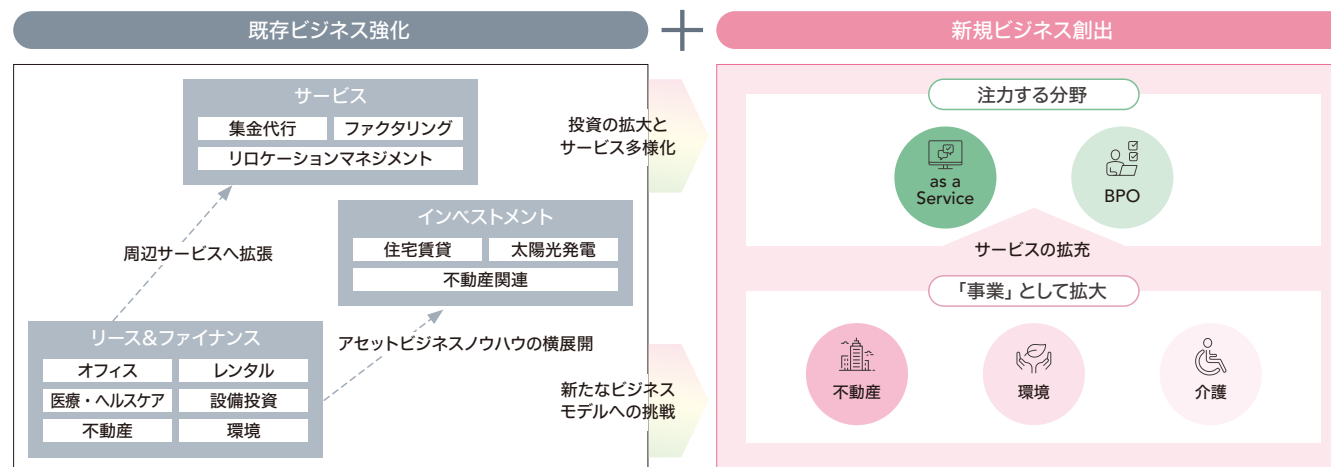 既存ビジネス強化
＋
新規ビジネス創出
サービス
集金代行
ファクタリング
リロケーションマネジメント
周辺サービスへ拡張
インベストメント
住宅賃貸
太陽光発電
不動産関連
アセットビジネスノウハウの横展開
リース&ファイナンス
オフィス
レンタル
医療・ヘルスケア
設備投資
不動産
環境
投資の拡大と
サービス多様化
新たなビジネス
モデルへの挑戦
注力する分野
as a
Service
BPO
サービスの拡充
「事業」として拡大
不動産
環境
介護